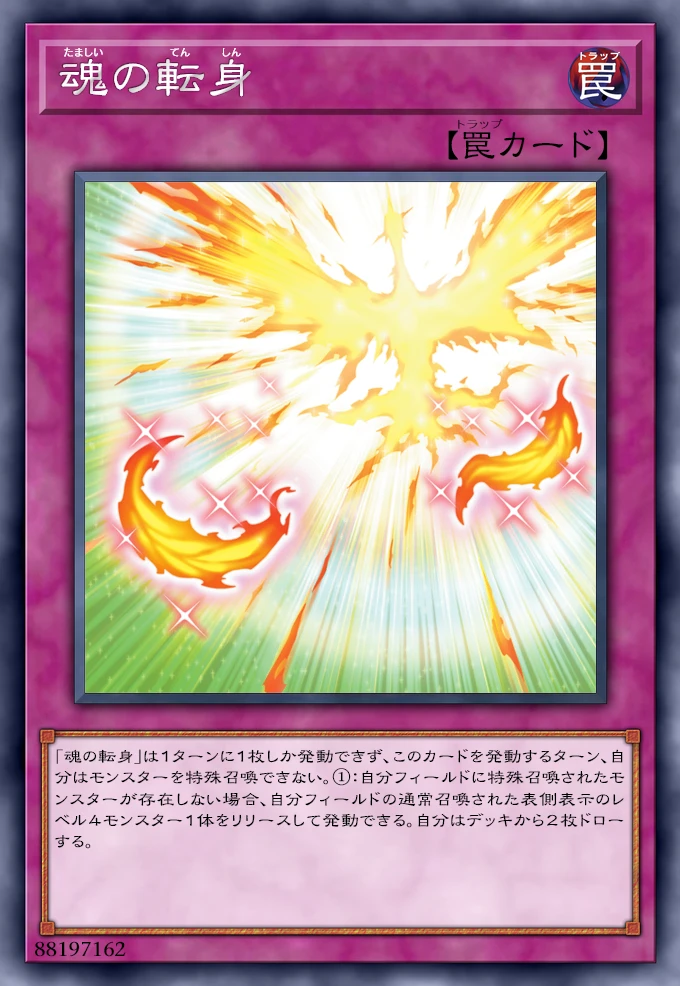 たましい てん しん
魂の転身
トラップ
罠
トラップ
【罠カード】
「魂の転身」は１ターンに１枚しか発動できず、このカードを発動するターン、自
分はモンスターを特殊召喚できない。①：自分フィールドに特殊召喚されたモ
ンスターが存在しない場合、自分フィールドの通常召喚された表側表示のレ
ベル４モンスター１体をリリースして発動できる。自分はデッキから２枚ドロー
する。
88197162